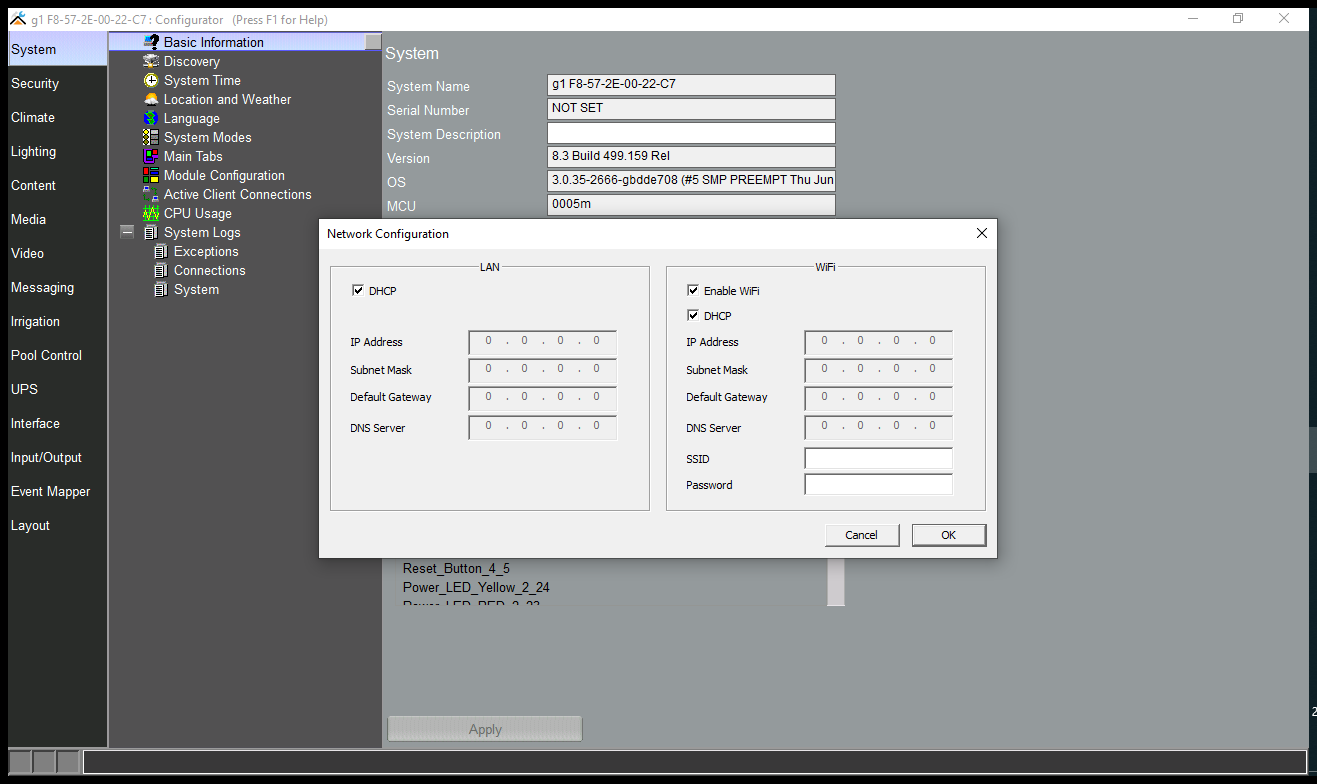 g1 F8-57-2E-00-22-C7 : Configurator (Press F1 for Help)
System
Security
Climate
Lighting
Content
Media
Video
Messaging
Irrigation
Pool Control
UPS
Interface
Input/Output
Event Mapper
Layout
Basic Information
Discovery
System Time
Location and Weather
Language
System Modes
Main Tabs
Module Configuration
Active Client Connections
CPU Usage
System Logs
Exceptions
Connections
System
System
System Name g1 F8-57-2E-00-22-C7
Serial Number NOT SET
System Description
Version 8.3 Build 499.159 Rel
OS 3.0.35-2666-gbdde708 (#5 SMP PREEMPT Thu Jun
MCU 0005m
Network Configuration
LAN
DHCP
IP Address 0 . 0 . 0 . 0
Subnet Mask 0 . 0 . 0 . 0
Default Gateway 0 . 0 . 0 . 0
DNS Server 0 . 0 . 0 . 0
WiFi
Enable WiFi
DHCP
IP Address 0 . 0 . 0 . 0
Subnet Mask 0 . 0 . 0 . 0
Default Gateway 0 . 0 . 0 . 0
DNS Server 0 . 0 . 0 . 0
SSID
Password
Cancel OK
Reset_Button_4_5
Power_LED_Yellow_2_24
Power_LED_RED_2_23
Apply
2